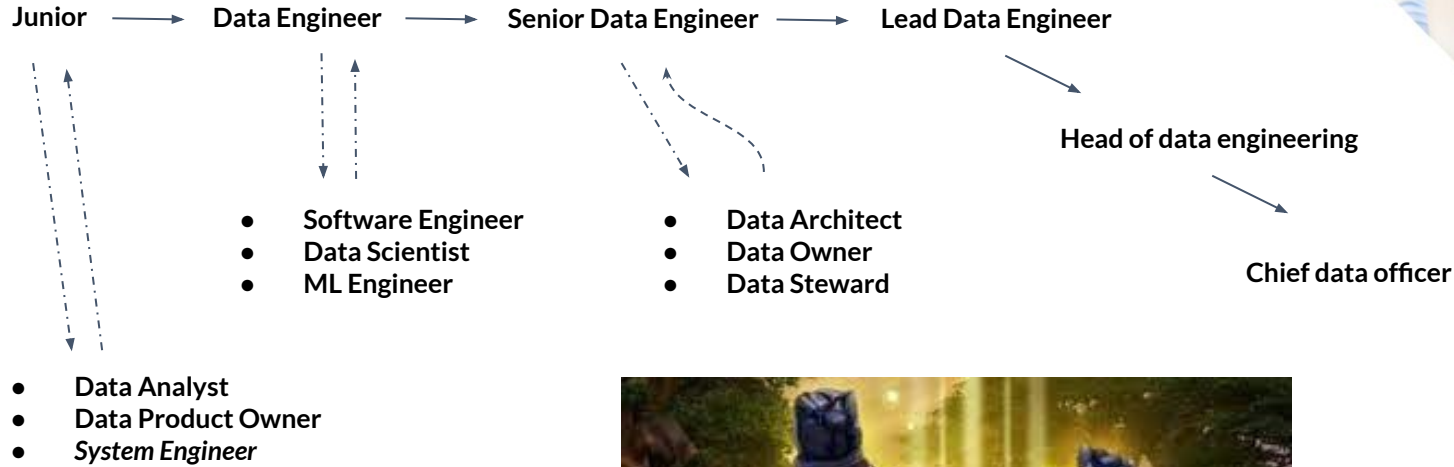 Junior
Data Engineer
Senior Data Engineer
Lead Data Engineer
Head of data engineering
● Software Engineer
● Data Scientist
● ML Engineer
● Data Architect
● Data Owner
● Data Steward
Chief data officer
● Data Analyst
● Data Product Owner
● System Engineer